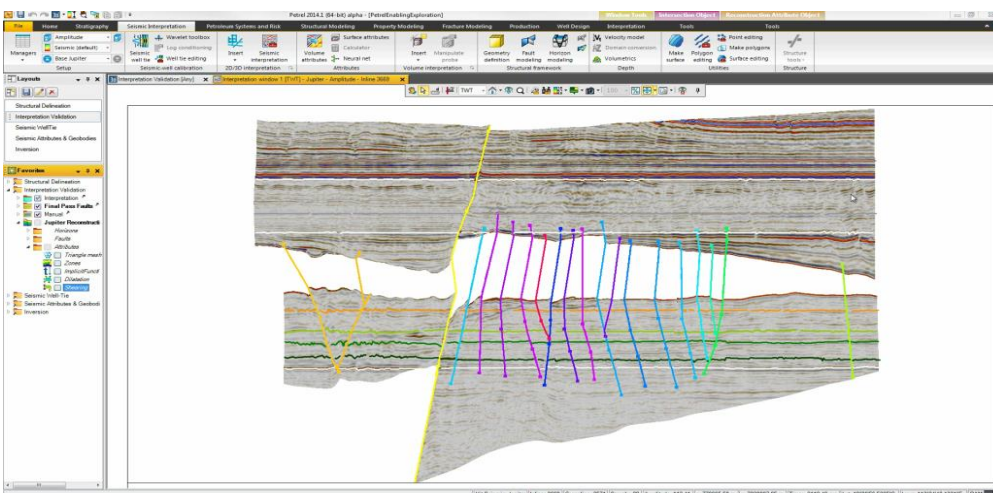 Petrel 2014.1 (64-bit) alpha - [PetrelEnablingExploration]
Window Tools Intersection Object Reconstruction Attribute Object
File Home Stratigraphy Seismic Interpretation Petroleum Systems and Risk Structural Modeling Property Modeling Fracture Modeling Production Well Design Interpretation Tools Tools
Managers
Amplitude
Seismic (default)
Base Jupiter
Setup
Seismic well tie
Wavelet toolbox
Log conditioning
Well tie editing
Seismic-well calibration
Insert
Seismic interpretation
2D/3D interpretation
Volume attributes
Surface attributes
Calculator
Neural net
Attributes
Insert
Manipulate probe
Volume interpretation
Geometry definition
Fault modeling
Horizon modeling
Structural framework
Velocity model
Domain conversion
Volumetrics
Depth
Make surface
Polygon editing
Point editing
Make polygons
Surface editing
Utilities
Structure tools
Structure
Layouts
Structural Delineation
Interpretation Validation
Seismic WellTie
Seismic Attributes & Geobodies
Inversion
Interpretation Validation [Any]
Interpretation window 1 [TWT] - Jupiter - Amplitude - Inline 3669
TWT
Favorites
Structural Delineation
Interpretation Validation
Interpretation
Final Pass Faults
Manual
Jupiter Reconstructi
Horizons
Faults
Attributes
Triangle mesh
Zones
ImplicitFuncti
Dilatation
Shearing
Seismic Well-Tie
Seismic Attributes & Geobodi
Inversion